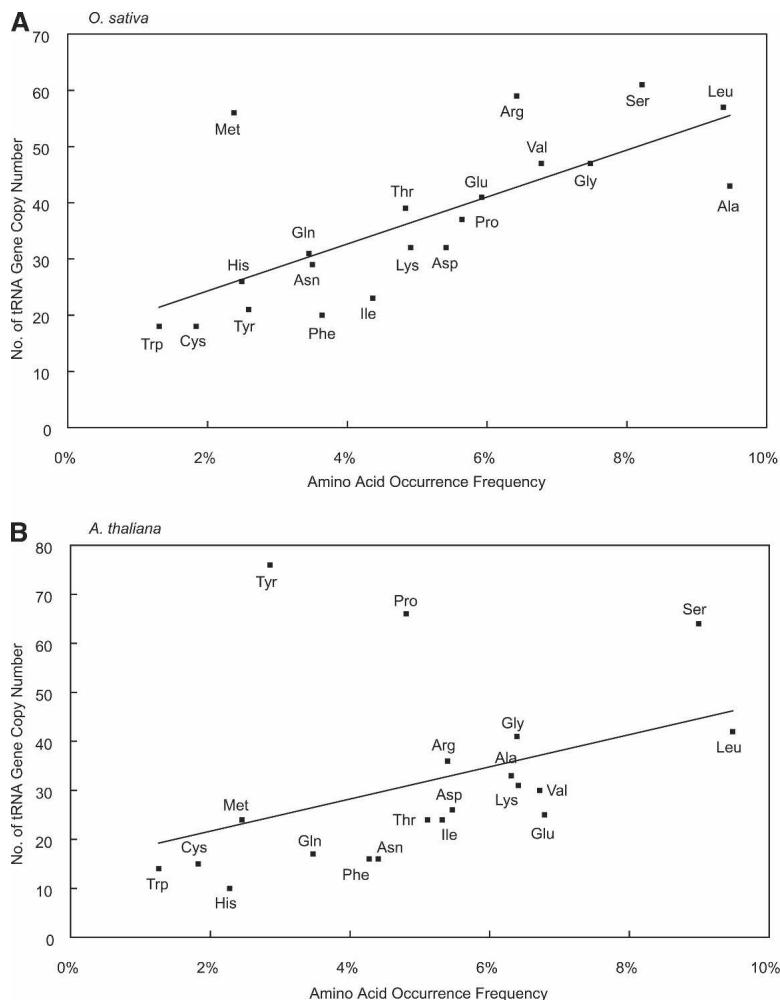 A
O. sativa
70
60
50
40
30
20
10
0
No. of tRNA Gene Copy Number
Met
Arg
Ser
Leu
Val
Gly
Ala
Thr
Glu
Pro
Gln
Lys
Asp
His
Asn
Tyr
Ile
Trp
Cys
Phe
0%
2%
4%
6%
8%
10%
Amino Acid Occurrence Frequency
B
A. thaliana
80
70
60
50
40
30
20
10
0
No. of tRNA Gene Copy Number
Tyr
Pro
Ser
Gly
Arg
Ala
Leu
Asp
Lys
Val
Met
Thr
Ile
Glu
Cys
Gln
Asn
Trp
Phe
His
0%
2%
4%
6%
8%
10%
Amino Acid Occurrence Frequency